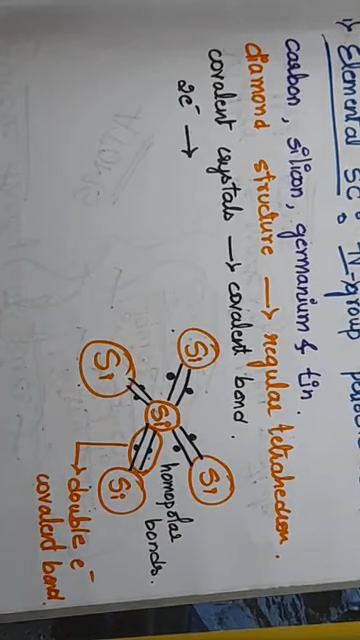 1) Elemental SC : IV-group
carbon, silicon, germanium & tin.
diamond structure → regular tetrahedron.
covalent crystals → covalent bond.
2e⁻ →
Si
Si
Si
Si
Si
homopolar
bonds.
→ double e⁻
covalent bond.